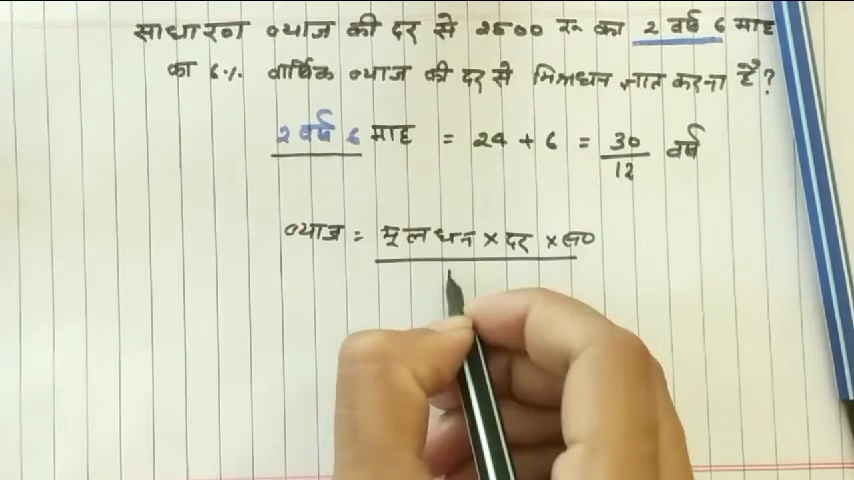 साधारण ब्याज की दर से 2500 रू का 2 वर्ष 6 माह
का 6% वार्षिक ब्याज की दर से मिश्रधन ज्ञात करना है?
2 वर्ष 6 माह = 24 + 6 = 30/12 वर्ष
ब्याज = मूलधन × दर ×